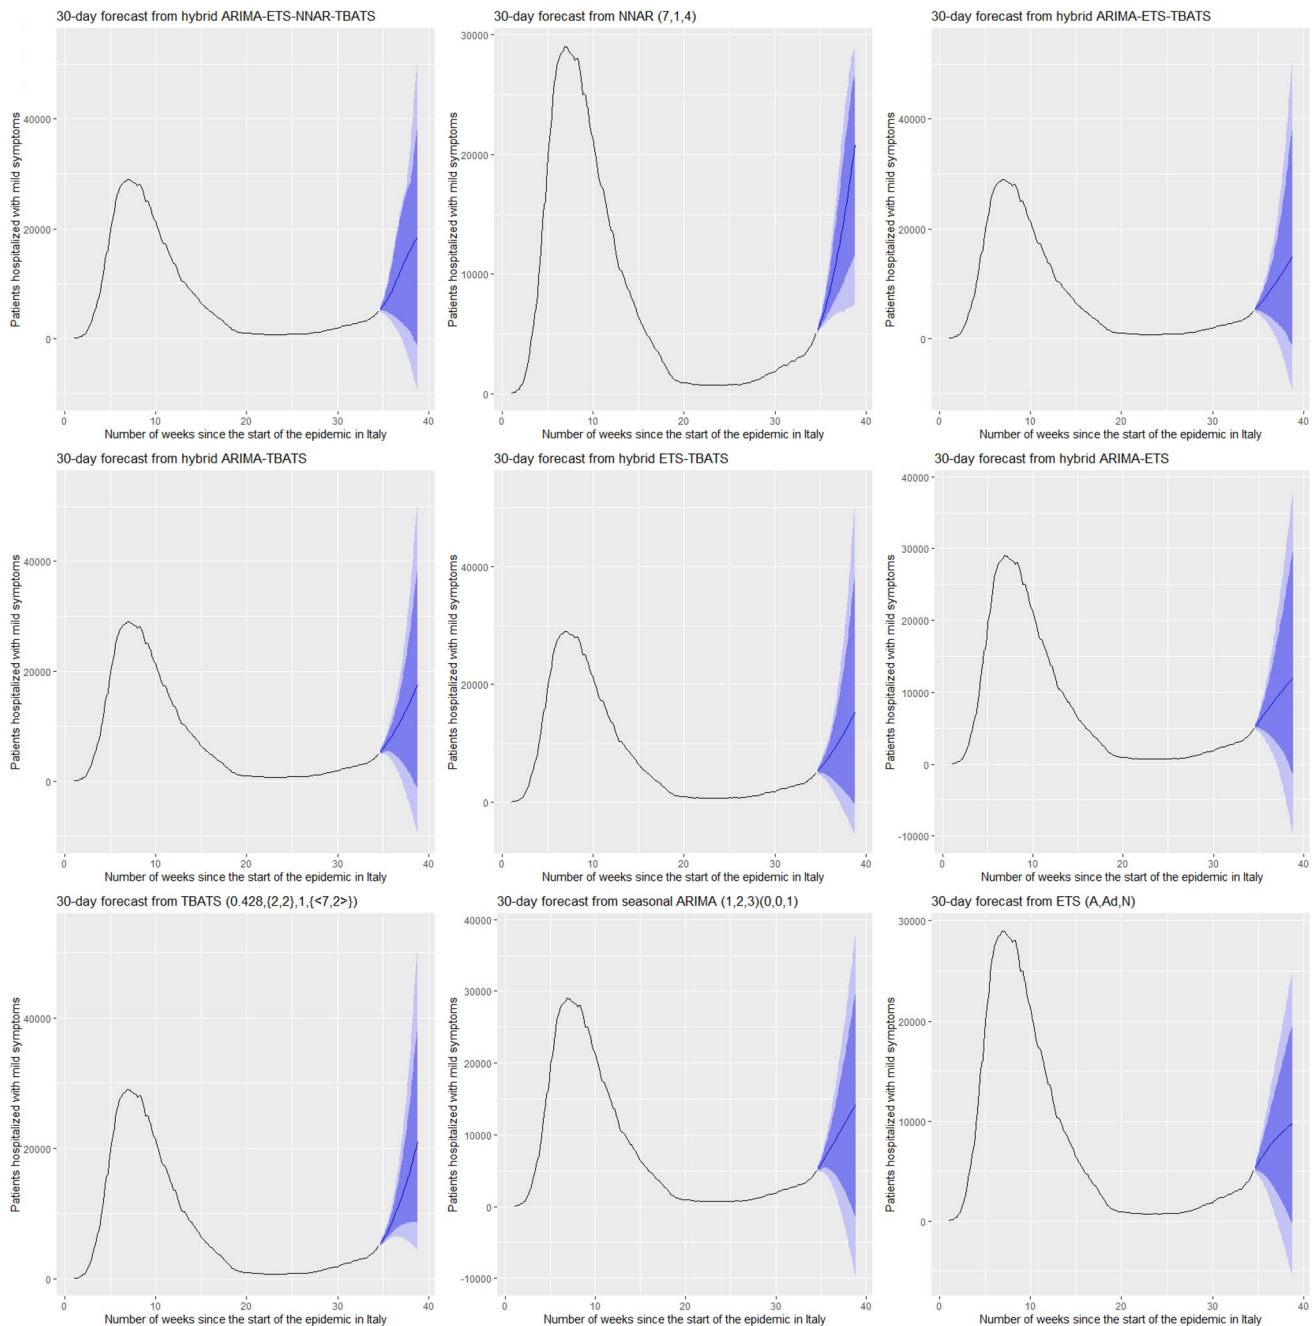 30-day forecast from hybrid ARIMA-ETS-NNAR-TBATS
Patients hospitalized with mild symptoms
40000
20000
0
0 10 20 30 40
Number of weeks since the start of the epidemic in Italy
30-day forecast from NNAR (7,1,4)
Patients hospitalized with mild symptoms
30000
20000
10000
0
0 10 20 30 40
Number of weeks since the start of the epidemic in Italy
30-day forecast from hybrid ARIMA-ETS-TBATS
Patients hospitalized with mild symptoms
40000
20000
0
0 10 20 30 40
Number of weeks since the start of the epidemic in Italy
30-day forecast from hybrid ARIMA-TBATS
Patients hospitalized with mild symptoms
40000
20000
0
0 10 20 30 40
Number of weeks since the start of the epidemic in Italy
30-day forecast from hybrid ETS-TBATS
Patients hospitalized with mild symptoms
40000
20000
0
0 10 20 30 40
Number of weeks since the start of the epidemic in Italy
30-day forecast from hybrid ARIMA-ETS
Patients hospitalized with mild symptoms
40000
30000
20000
10000
0
-10000
0 10 20 30 40
Number of weeks since the start of the epidemic in Italy
30-day forecast from TBATS (0.428,{2,2},1,{<7,2>})
Patients hospitalized with mild symptoms
40000
20000
0
0 10 20 30 40
Number of weeks since the start of the epidemic in Italy
30-day forecast from seasonal ARIMA (1,2,3)(0,0,1)
Patients hospitalized with mild symptoms
40000
30000
20000
10000
0
-10000
0 10 20 30 40
Number of weeks since the start of the epidemic in Italy
30-day forecast from ETS (A,Ad,N)
Patients hospitalized with mild symptoms
30000
20000
10000
0
0 10 20 30 40
Number of weeks since the start of the epidemic in Italy